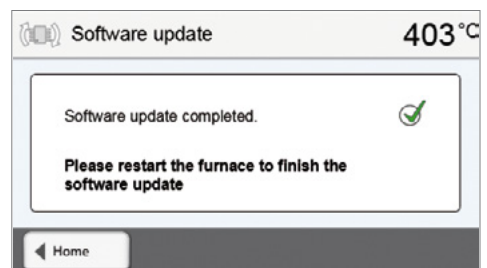 Software update 403°C
Software update completed.
Please restart the furnace to finish the
software update
Home